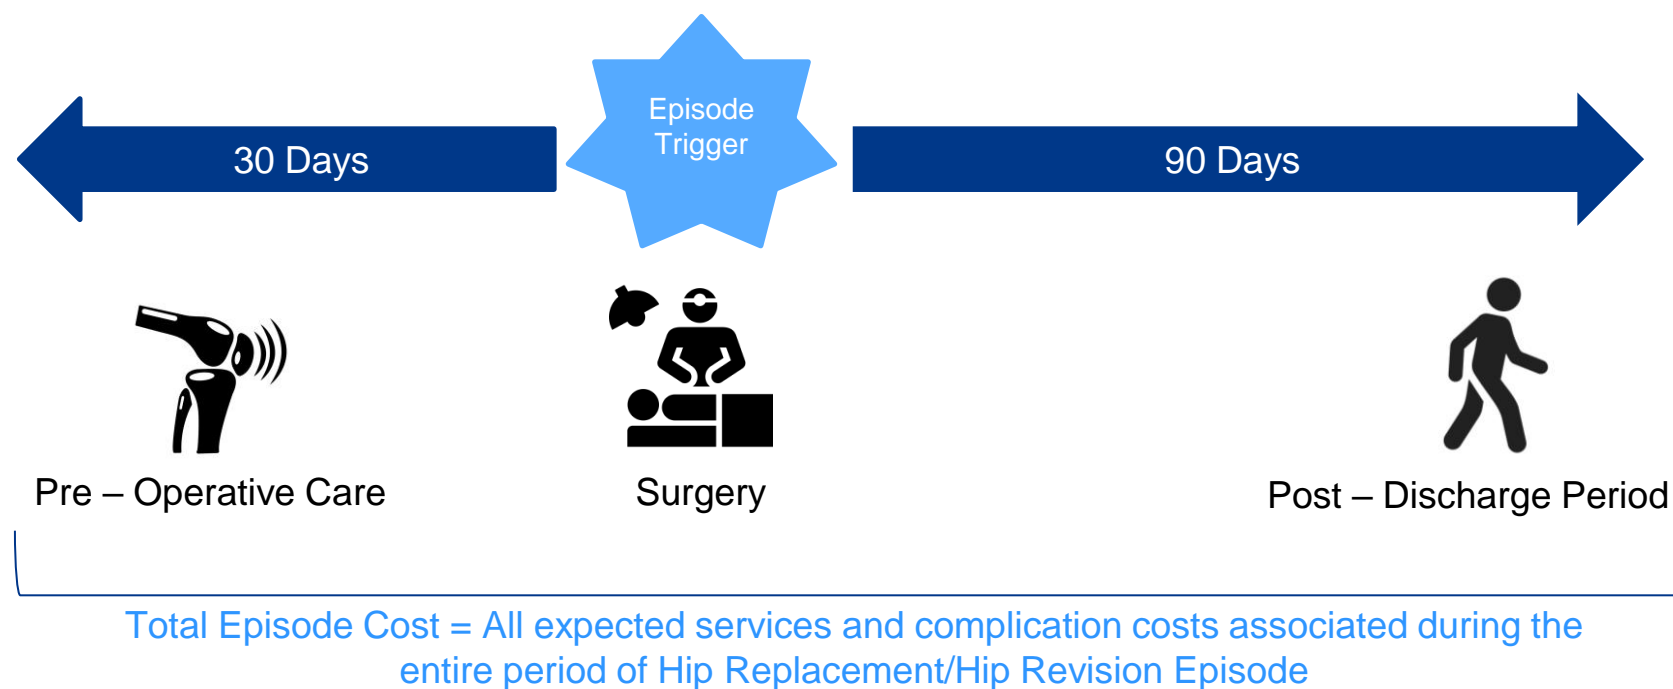 Episode
Trigger
30 Days
90 Days
Pre – Operative Care
Surgery
Post – Discharge Period
Total Episode Cost = All expected services and complication costs associated during the
entire period of Hip Replacement/Hip Revision Episode